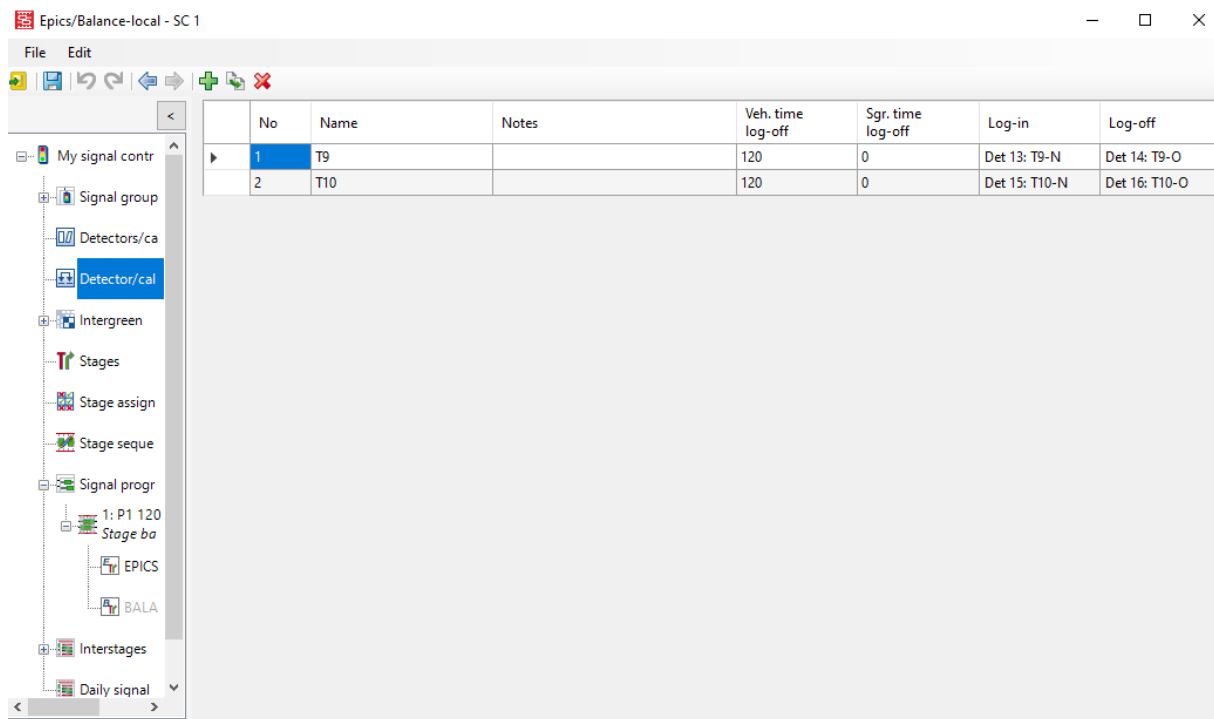 Epics/Balance-local - SC 1
File Edit
<
No Name Notes Veh. time log-off Sgr. time log-off Log-in Log-off
1 T9 120 0 Det 13: T9-N Det 14: T9-O
2 T10 120 0 Det 15: T10-N Det 16: T10-O
My signal contr
Signal group
Detectors/ca
Detector/cal
Intergreen
Stages
Stage assign
Stage seque
Signal progr
1: P1 120
Stage ba
EPICS
BALA
Interstages
Daily signal